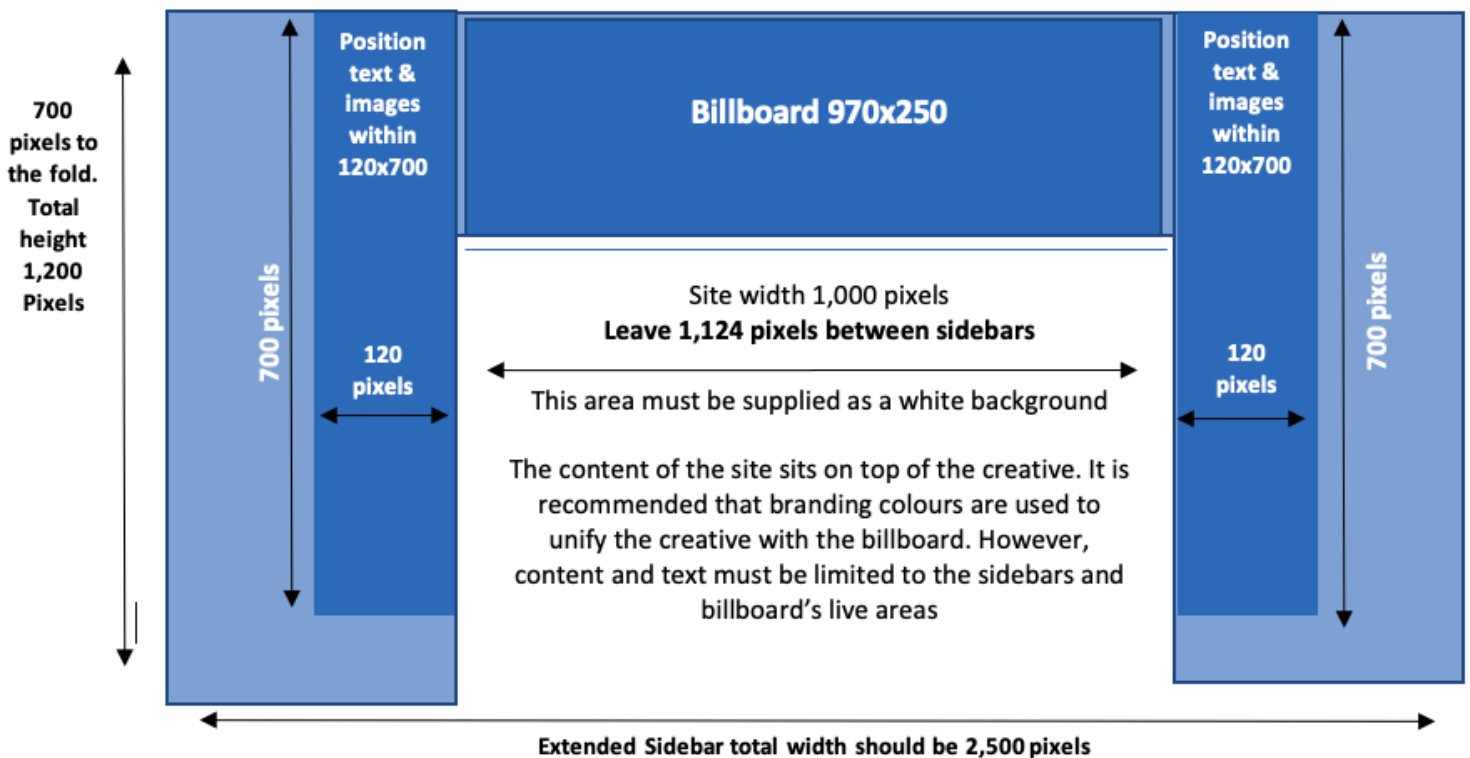 700
pixels to
the fold.
Total
height
1,200
Pixels
700 pixels
Position
text &
images
within
120x700
120
pixels
Billboard 970x250
Site width 1,000 pixels
Leave 1,124 pixels between sidebars
This area must be supplied as a white background
The content of the site sits on top of the creative. It is
recommended that branding colours are used to
unify the creative with the billboard. However,
content and text must be limited to the sidebars and
billboard’s live areas
Position
text &
images
within
120x700
120
pixels
700 pixels
Extended Sidebar total width should be 2,500 pixels